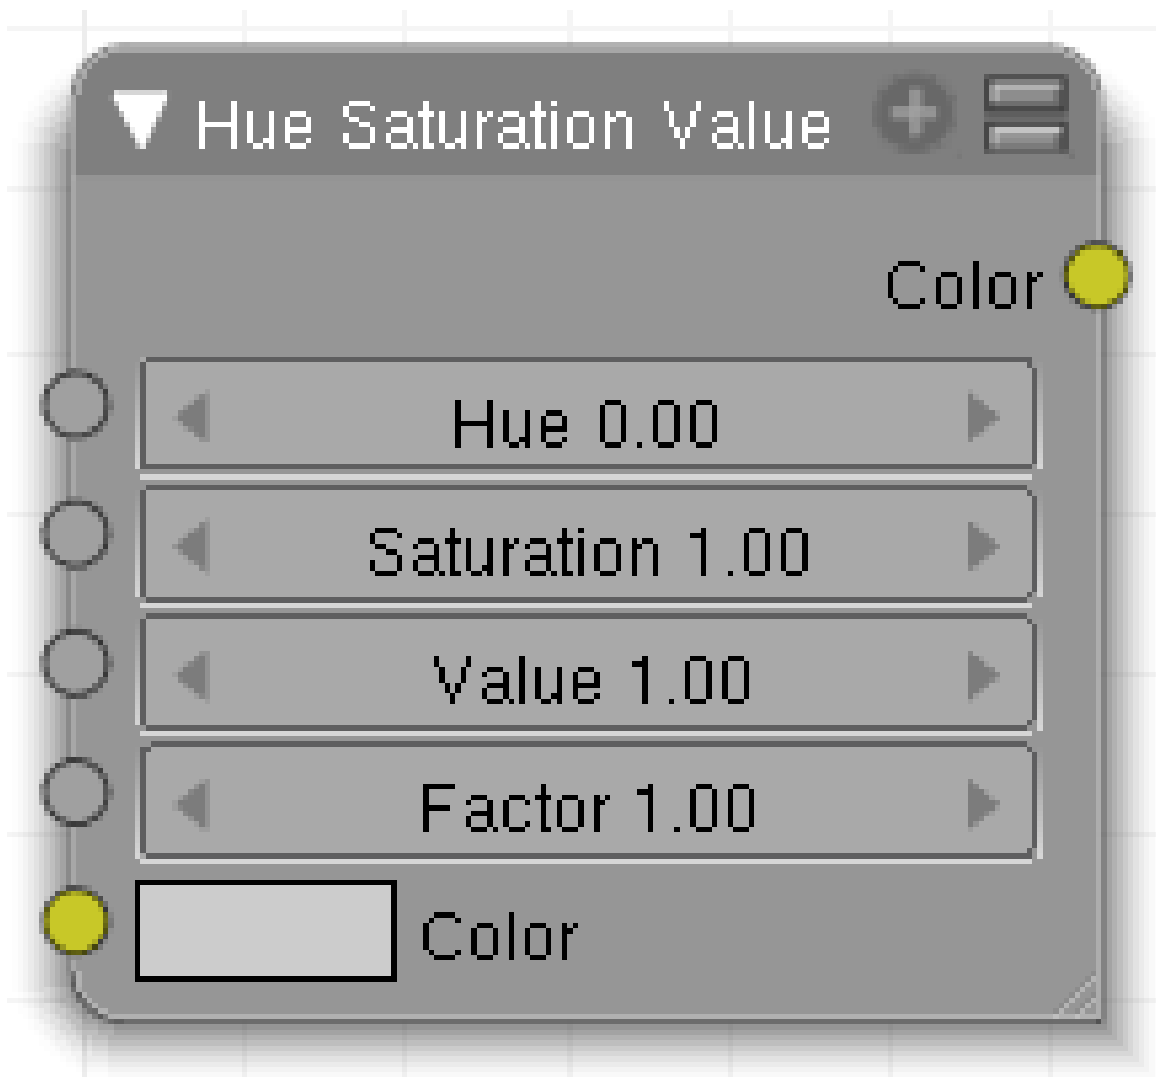 Hue Saturation Value
Color
Hue 0.00
Saturation 1.00
Value 1.00
Factor 1.00
Color